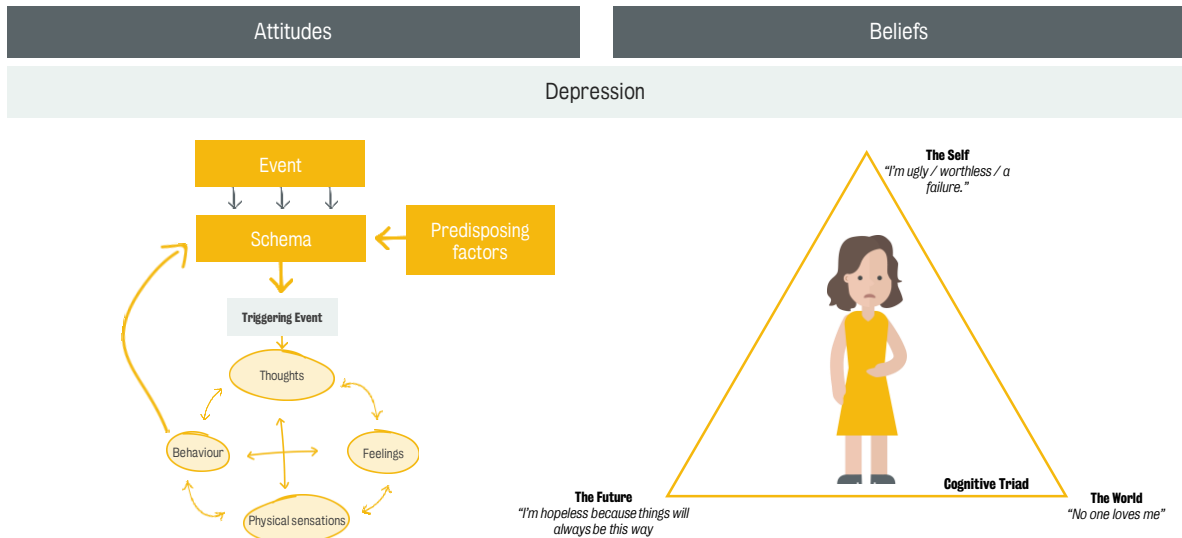 Attitudes
Beliefs
Depression
Event
Schema
Predisposing
factors
Triggering Event
Thoughts
Behaviour
Feelings
Physical sensations
The Self
“I’m ugly / worthless / a
failure.”
Cognitive Triad
The Future
“I’m hopeless because things will
always be this way
The World
“No one loves me”